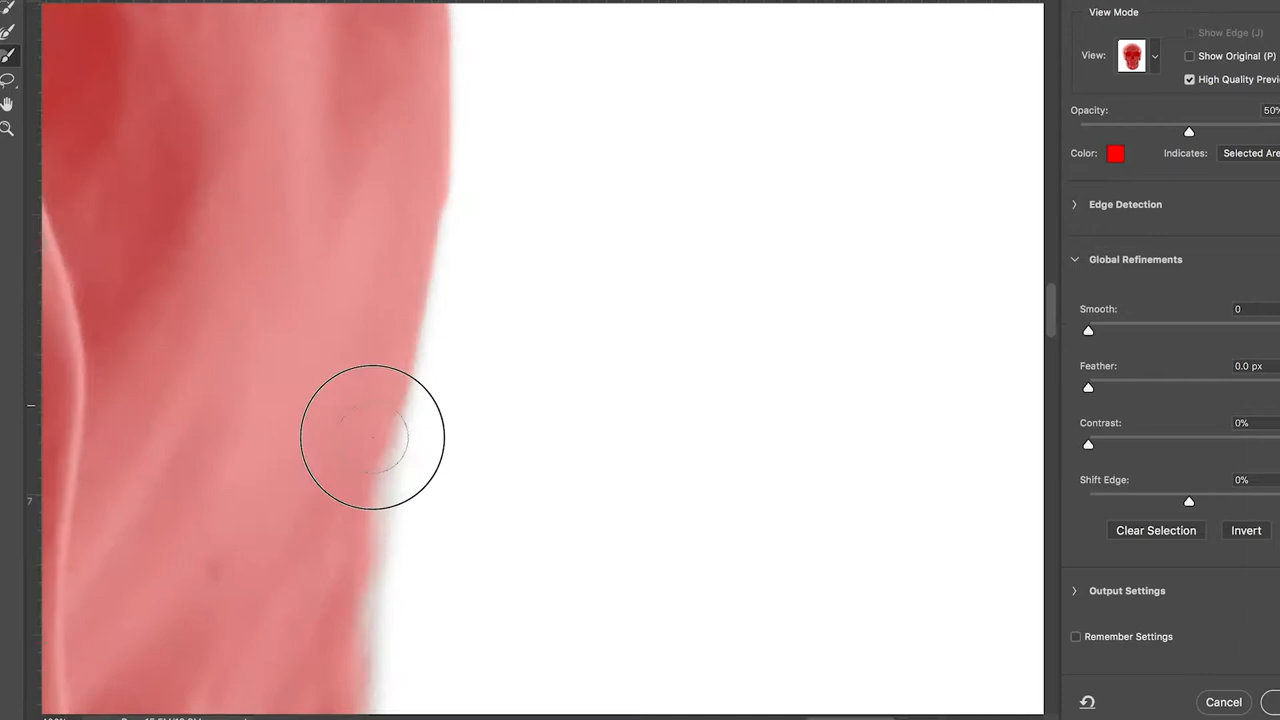 View Mode
Show Edge (J)
View:
Show Original (P)
High Quality Previ
Opacity:
50%
Color:
Indicates:
Selected Are
Edge Detection
Global Refinements
Smooth:
0
Feather:
0.0 px
Contrast:
0%
Shift Edge:
0%
7
Clear Selection
Invert
Output Settings
Remember Settings
Cancel